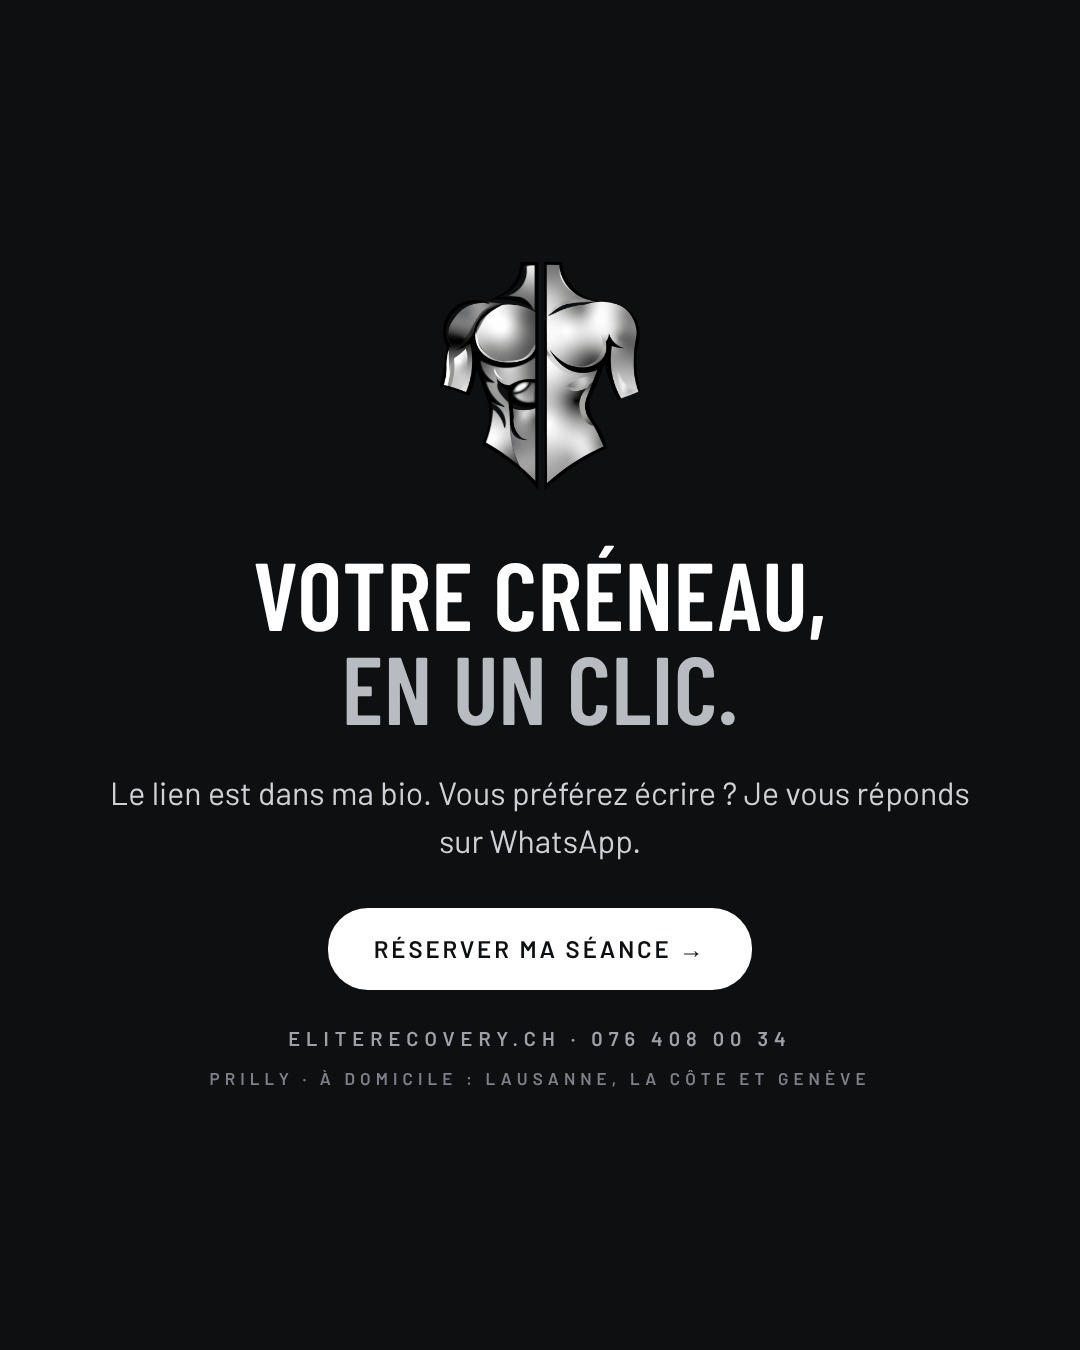 VOTRE CRÉNEAU,
EN UN CLIC.
Le lien est dans ma bio. Vous préférez écrire ? Je vous réponds
sur WhatsApp.
RÉSERVER MA SÉANCE →
ELITERECOVERY.CH · 076 408 00 34
PRILLY · À DOMICILE : LAUSANNE, LA CÔTE ET GENÈVE